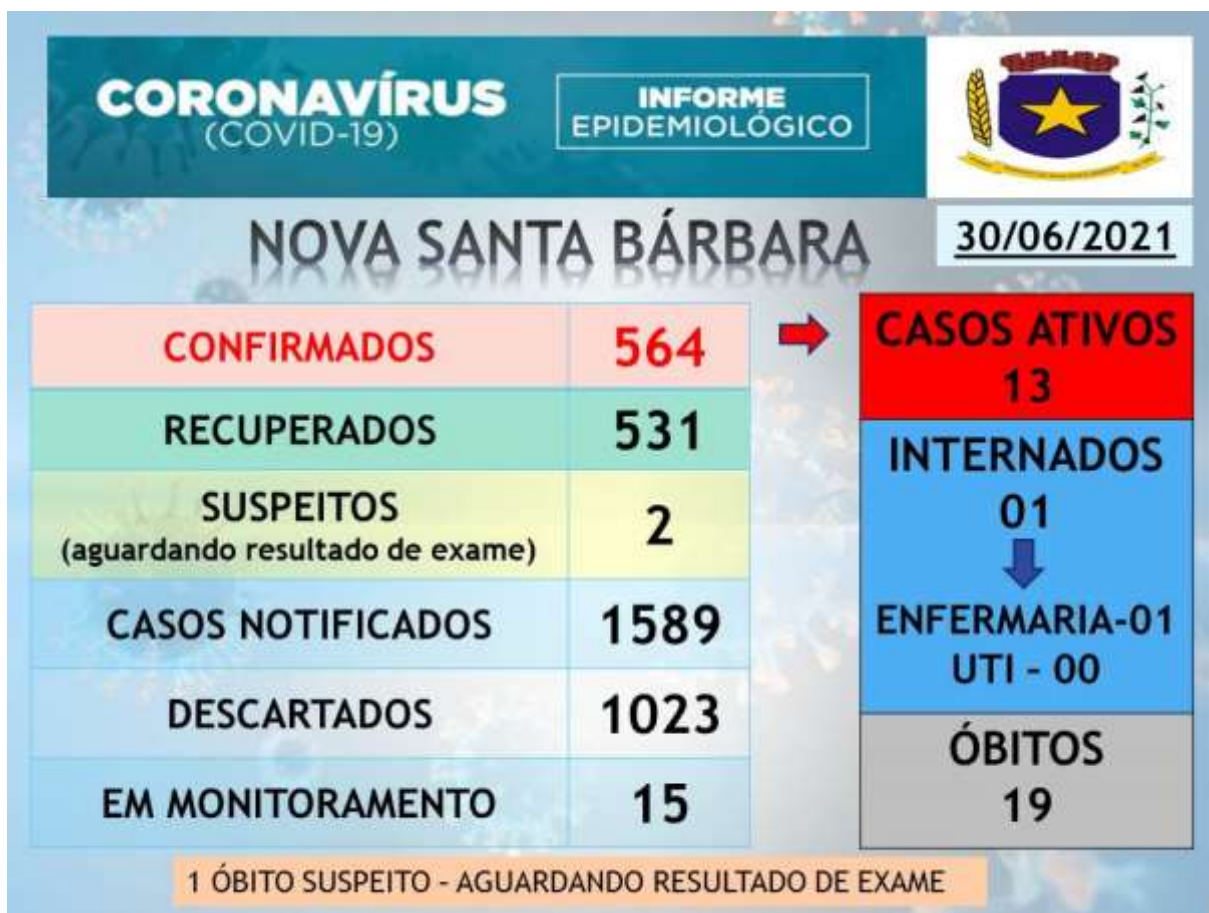 CORONAVÍRUS
(COVID-19)
INFORME
EPIDEMIOLÓGICO
NOVA SANTA BÁRBARA
30/06/2021
CONFIRMADOS 564
RECUPERADOS 531
SUSPEITOS
(aguardando resultado de exame) 2
CASOS NOTIFICADOS 1589
DESCARTADOS 1023
EM MONITORAMENTO 15
CASOS ATIVOS
13
INTERNADOS
01
ENFERMARIA-01
UTI - 00
ÓBITOS
19
1 ÓBITO SUSPEITO - AGUARDANDO RESULTADO DE EXAME